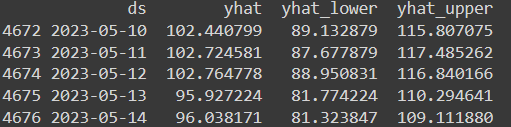 ds yhat yhat_lower yhat_upper
4672 2023-05-10 102.440799 89.132879 115.807075
4673 2023-05-11 102.724581 87.677879 117.485262
4674 2023-05-12 102.764778 88.950831 116.840166
4675 2023-05-13 95.927224 81.774224 110.294641
4676 2023-05-14 96.038171 81.323847 109.111880